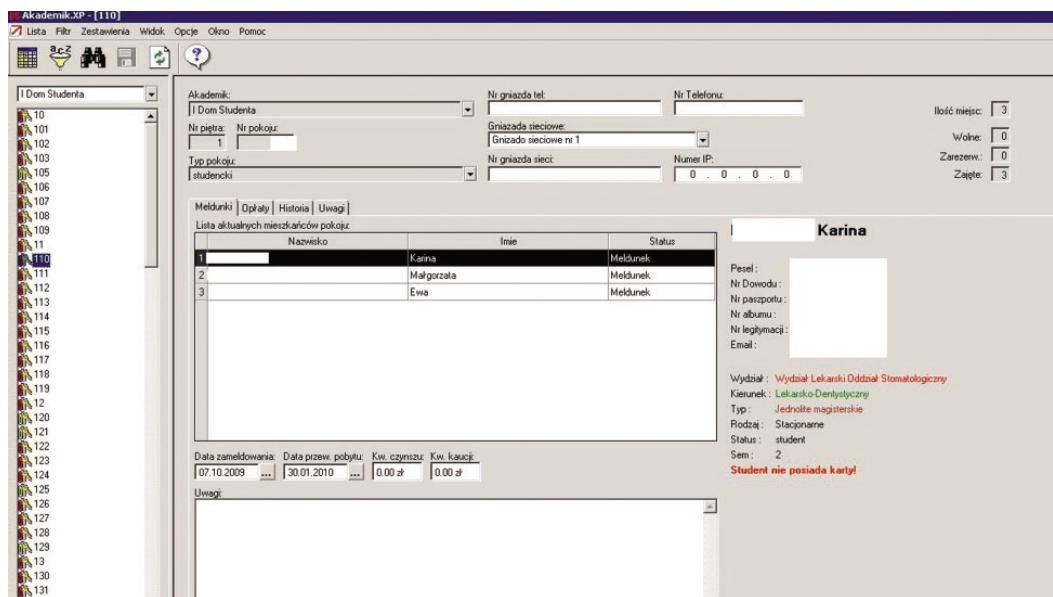 Akademik.XP - [110]
Lista Filtr Zestawienia Widok Opcje Okno Pomoc
a c Z
I Dom Studenta
10
101
102
103
105
106
107
108
109
11
110
111
112
113
114
115
116
117
118
119
12
120
121
122
123
124
125
126
127
128
129
13
130
131
Akademik:
I Dom Studenta
Nr gniazda tel:
Nr Telefonu:
Nr piętra: Nr pokoju:
1
Gniazada sieciowe:
Gnizado sieciowe nr 1
Typ pokoju:
studencki
Nr gniazda sieci:
Numer IP:
0 . 0 . 0 . 0
Ilość miejsc: 3
Wolne: 0
Zarezerw.: 0
Zajęte: 3
Meldunki Opłaty Historia Uwagi
Lista aktualnych mieszkańców pokoju:
Nazwisko Imie Status
1 Karina Meldunek
2 Małgorzata Meldunek
3 Ewa Meldunek
Data zameldowania: Data przew. pobytu: Kw. czynszu: Kw. kaucji:
07.10.2009 ... 30.01.2010 ... 0.00 zł 0.00 zł
Uwagi:
Karina
Pesel :
Nr Dowodu :
Nr paszportu :
Nr albumu :
Nr legitymacji :
Email :
Wydział : Wydział Lekarski Oddział Stomatologiczny
Kierunek : Lekarsko-Dentystyczny
Typ : Jednolite magisterskie
Rodzaj : Stacjonarne
Status : student
Sem : 2
Student nie posiada karty!